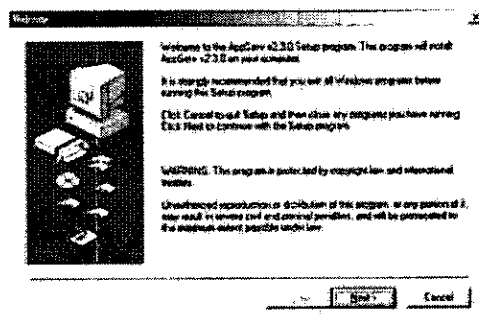 Welcome
Welcome to the AppServ v2.3.0 Setup program. This program will install
AppServ v2.3.0 on your computer.
It is strongly recommended that you exit all Windows programs before
running this Setup program.
Click Cancel to quit Setup and then close any programs you have running.
Click Next to continue with the Setup program.
WARNING: This program is protected by copyright law and international
treaties.
Unauthorized reproduction or distribution of this program, or any portion of it,
may result in severe civil and criminal penalties, and will be prosecuted to
the maximum extent possible under law.
Next >
Cancel